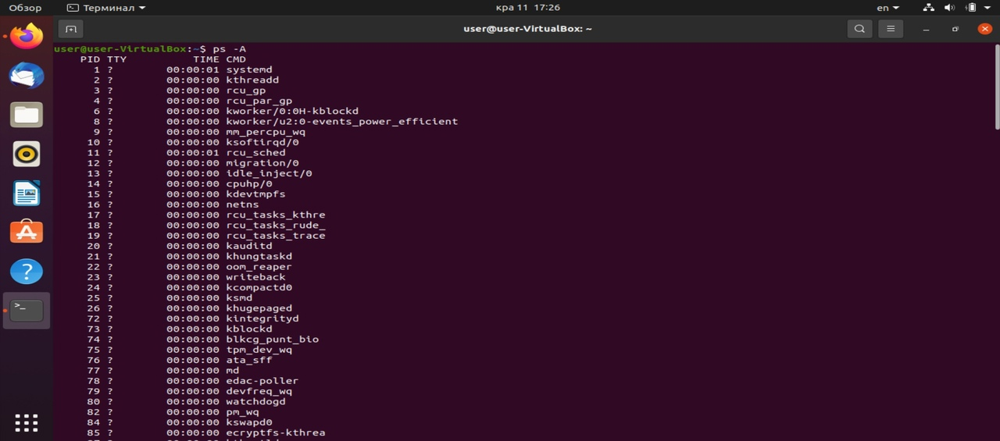 Обзор Терминал кра 11 17:26 en
user@user-VirtualBox: ~
user@user-VirtualBox:~$ ps -A
PID TTY TIME CMD
1 ? 00:00:01 systemd
2 ? 00:00:00 kthreadd
3 ? 00:00:00 rcu_gp
4 ? 00:00:00 rcu_par_gp
6 ? 00:00:00 kworker/0:0H-kblockd
8 ? 00:00:00 kworker/u2:0-events_power_efficient
9 ? 00:00:00 mm_percpu_wq
10 ? 00:00:00 ksoftirqd/0
11 ? 00:00:01 rcu_sched
12 ? 00:00:00 migration/0
13 ? 00:00:00 idle_inject/0
14 ? 00:00:00 cpuhp/0
15 ? 00:00:00 kdevtmpfs
16 ? 00:00:00 netns
17 ? 00:00:00 rcu_tasks_kthre
18 ? 00:00:00 rcu_tasks_rude_
19 ? 00:00:00 rcu_tasks_trace
20 ? 00:00:00 kauditd
21 ? 00:00:00 khungtaskd
22 ? 00:00:00 oom_reaper
23 ? 00:00:00 writeback
24 ? 00:00:00 kcompactd0
25 ? 00:00:00 ksmd
26 ? 00:00:00 khugepaged
72 ? 00:00:00 kintegrityd
73 ? 00:00:00 kblockd
74 ? 00:00:00 blkcg_punt_bio
75 ? 00:00:00 tpm_dev_wq
76 ? 00:00:00 ata_sff
77 ? 00:00:00 md
78 ? 00:00:00 edac-poller
79 ? 00:00:00 devfreq_wq
80 ? 00:00:00 watchdogd
82 ? 00:00:00 pm_wq
84 ? 00:00:00 kswapd0
85 ? 00:00:00 ecryptfs-kthrea